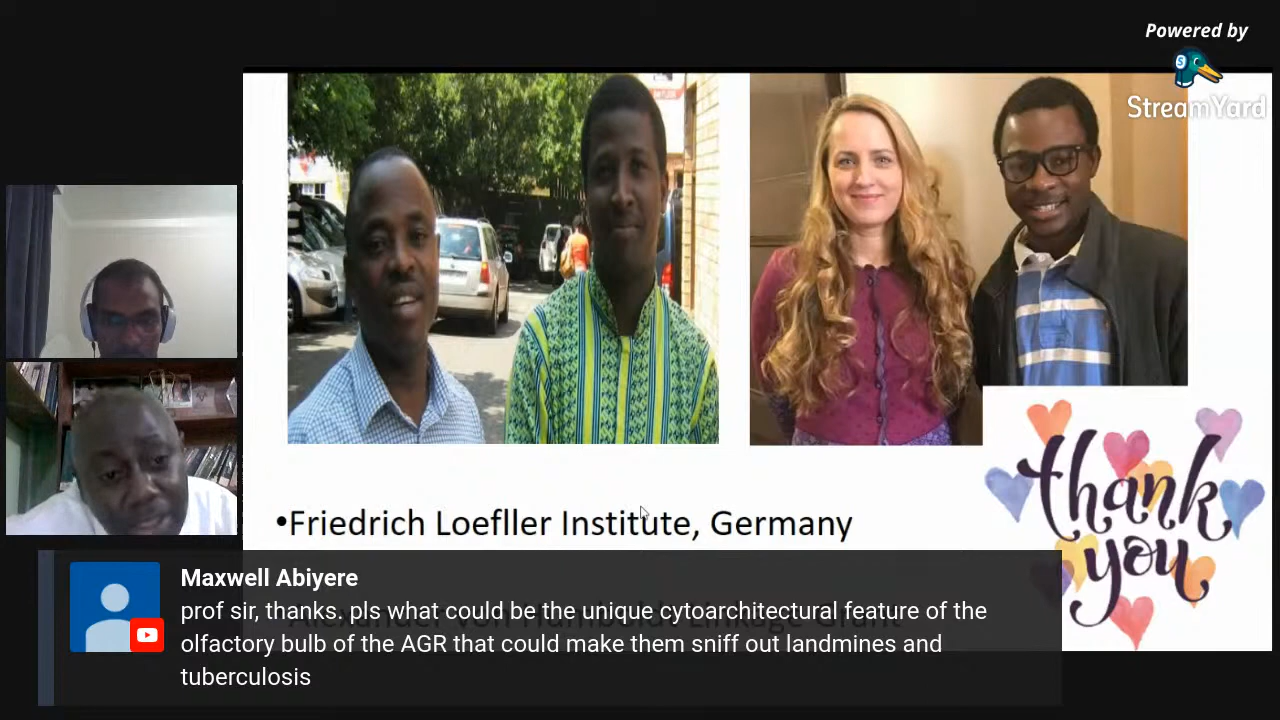 Powered by
StreamYard
•Friedrich Loefller Institute, Germany
thank
you
Maxwell Abiyere
prof sir, thanks. pls what could be the unique cytoarchitectural feature of the
olfactory bulb of the AGR that could make them sniff out landmines and
tuberculosis